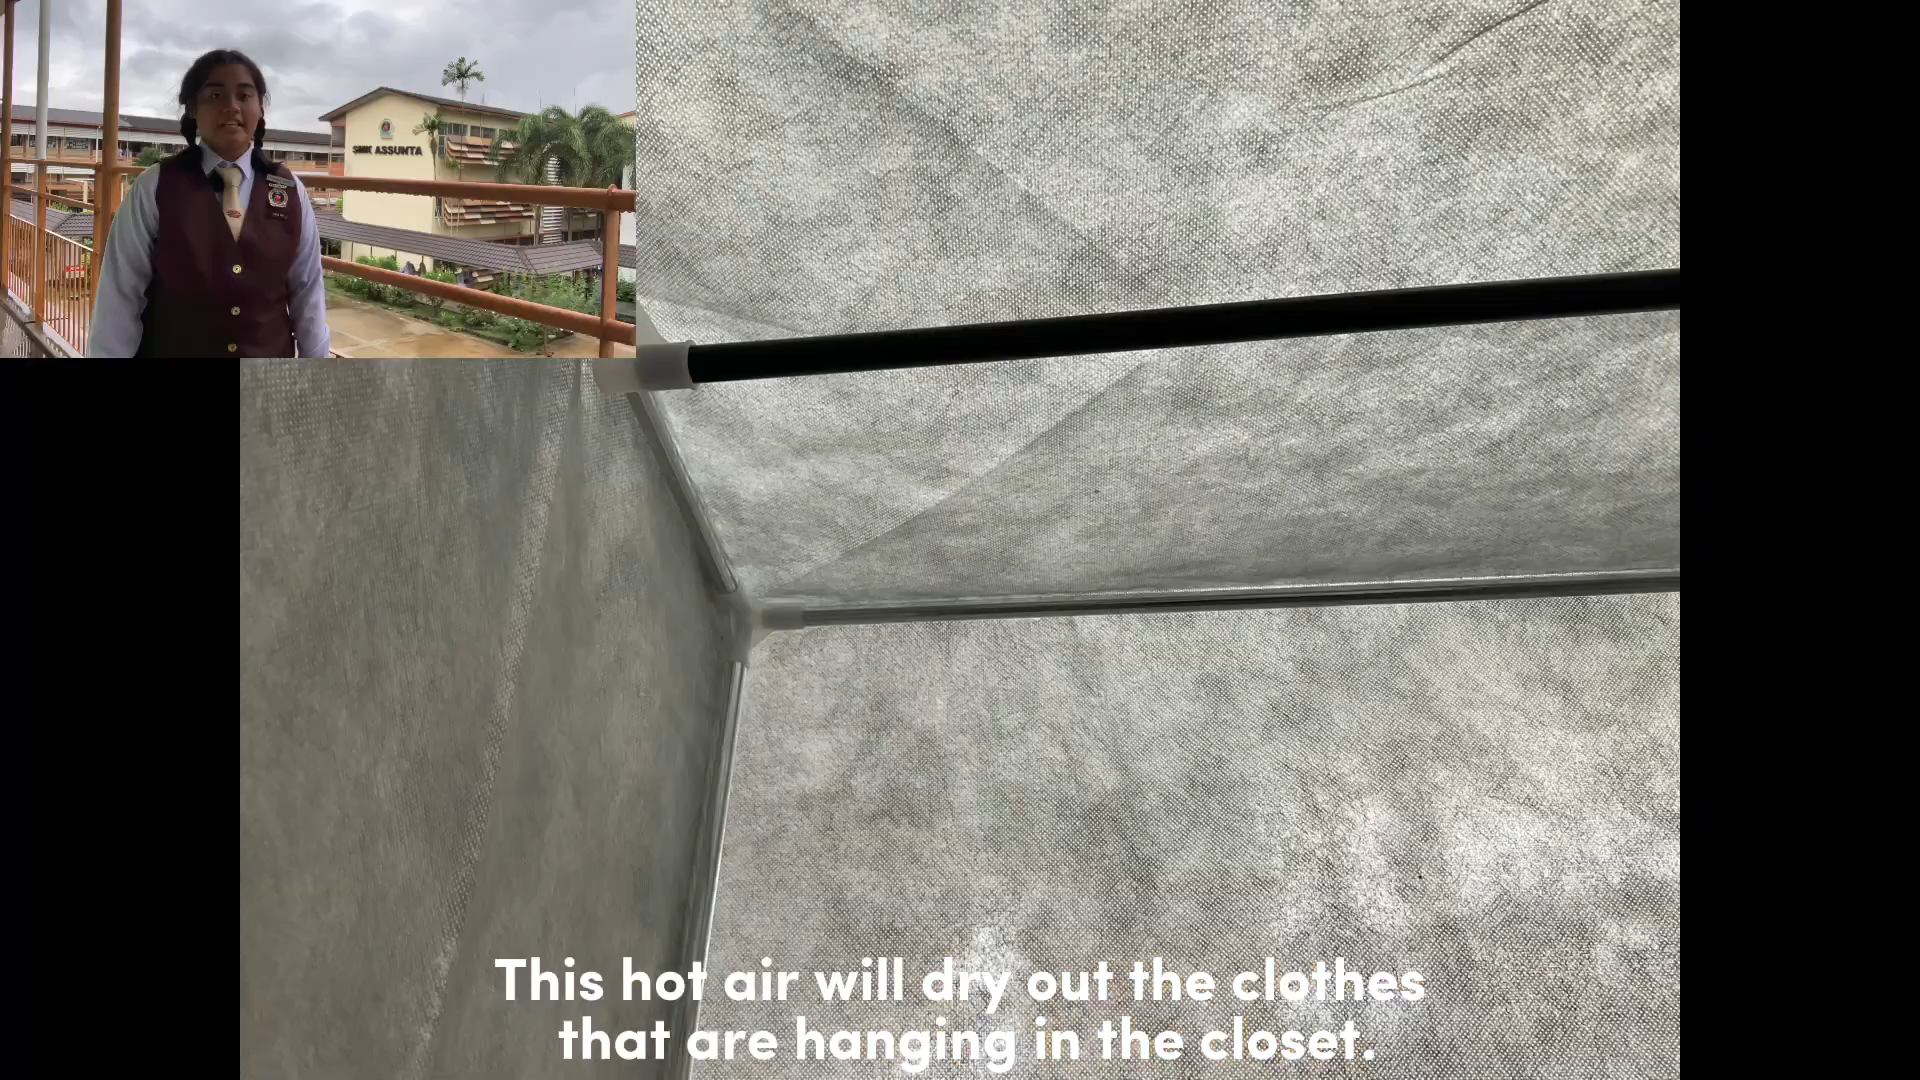 SMK ASSUNTA
This hot air will dry out the clothes
that are hanging in the closet.